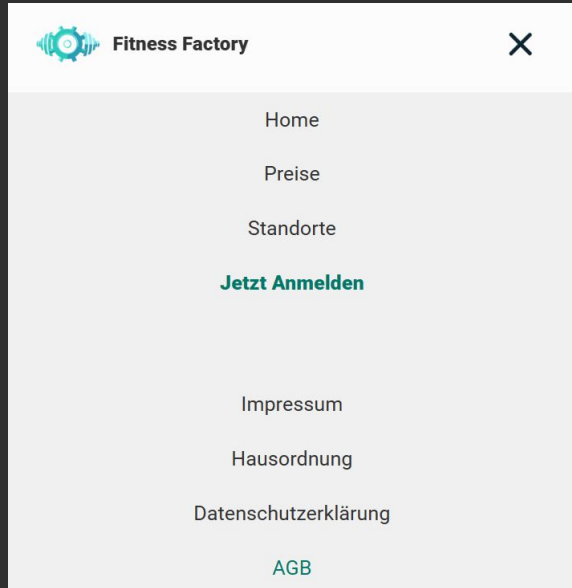 Fitness Factory
Home
Preise
Standorte
Jetzt Anmelden
Impressum
Hausordnung
Datenschutzerklärung
AGB